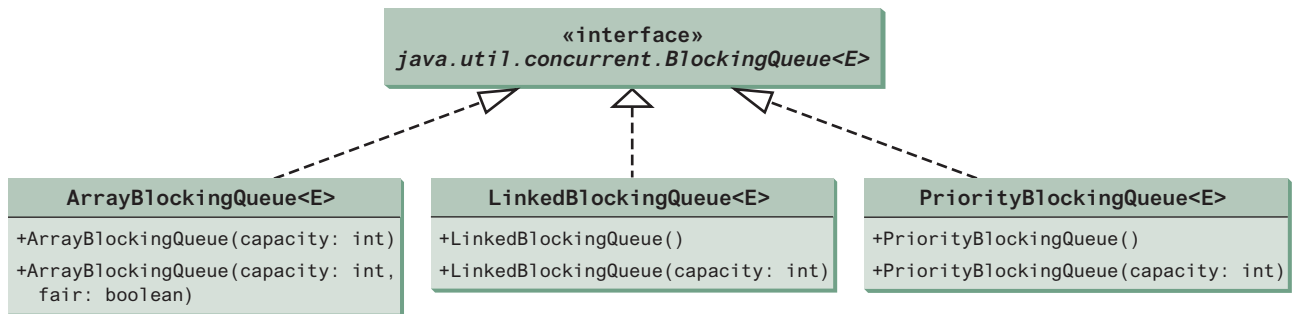 «interface»
java.util.concurrent.BlockingQueue<E>
ArrayBlockingQueue<E>
+ArrayBlockingQueue(capacity: int)
+ArrayBlockingQueue(capacity: int,
fair: boolean)
LinkedBlockingQueue<E>
+LinkedBlockingQueue()
+LinkedBlockingQueue(capacity: int)
PriorityBlockingQueue<E>
+PriorityBlockingQueue()
+PriorityBlockingQueue(capacity: int)